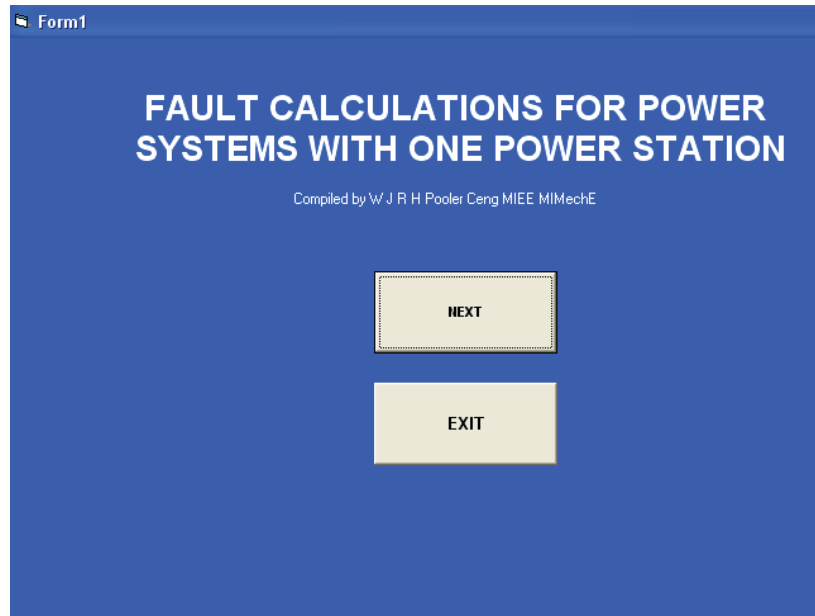 Form1
FAULT CALCULATIONS FOR POWER
SYSTEMS WITH ONE POWER STATION
Compiled by W J R H Pooler Ceng MIEE MIMechE
NEXT
EXIT